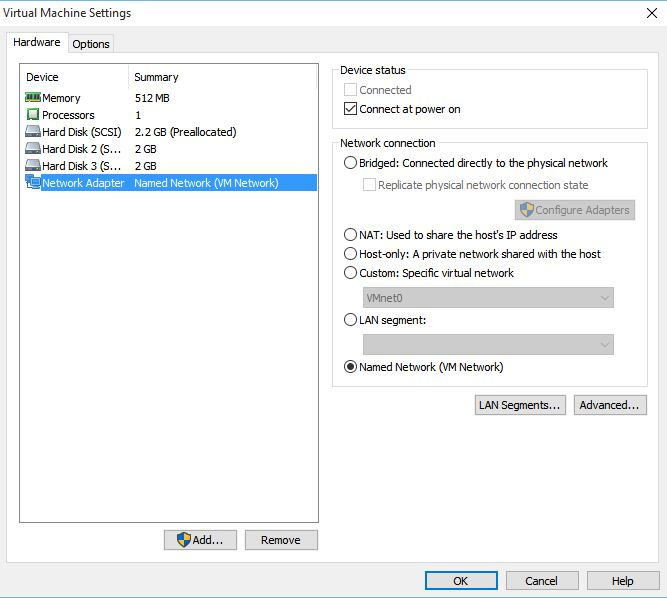 Virtual Machine Settings
Hardware Options
Device Summary
Memory 512 MB
Processors 1
Hard Disk (SCSI) 2.2 GB (Preallocated)
Hard Disk 2 (S... 2 GB
Hard Disk 3 (S... 2 GB
Network Adapter Named Network (VM Network)
Add...
Remove
Device status
Connected
Connect at power on
Network connection
Bridged: Connected directly to the physical network
Replicate physical network connection state
Configure Adapters
NAT: Used to share the host's IP address
Host-only: A private network shared with the host
Custom: Specific virtual network
VMnet0
LAN segment:
Named Network (VM Network)
LAN Segments... Advanced...
OK Cancel Help